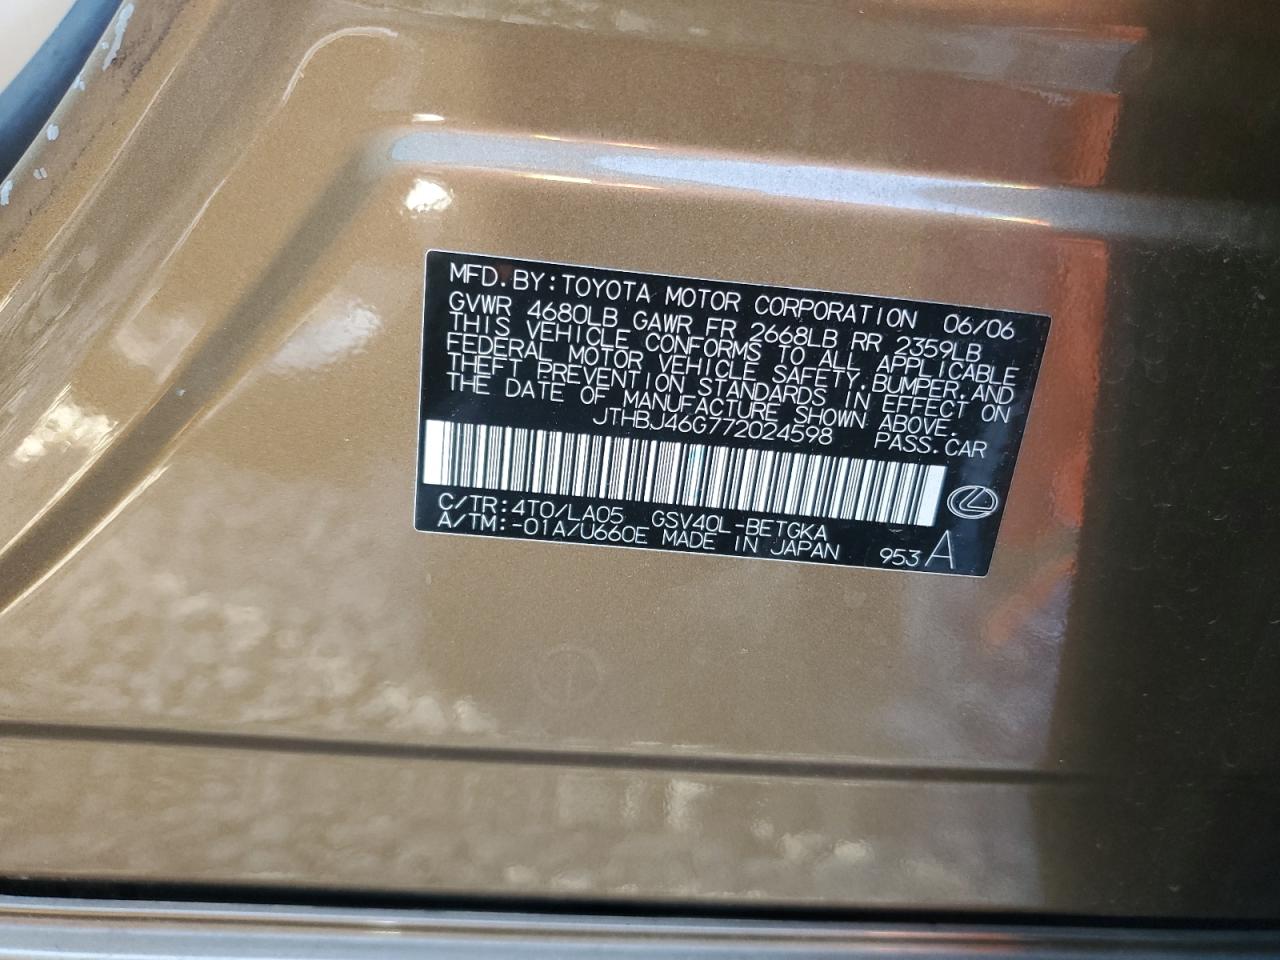 MFD.BY:TOYOTA MOTOR CORPORATION 06/06
GVWR 4680LB GAWR FR 2668LB RR 2359LB
THIS VEHICLE CONFORMS TO ALL APPLICABLE
FEDERAL MOTOR VEHICLE SAFETY,BUMPER,AND
THEFT PREVENTION STANDARDS IN EFFECT ON
THE DATE OF MANUFACTURE SHOWN ABOVE.
JTHBJ46G772024598 PASS.CAR
C/TR:4T0/LA05 GSV40L-BETGKA
A/TM:-01A/U660E MADE IN JAPAN 953 A